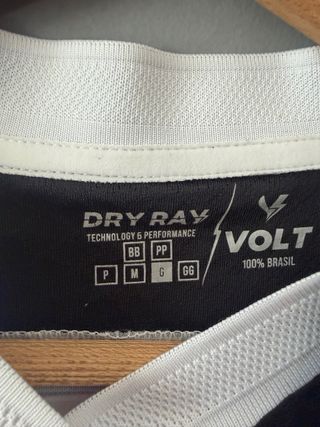 DRY RAY
TECHNOLOGY & PERFORMANCE
BB PP
P M G GG
VOLT
100% BRASIL